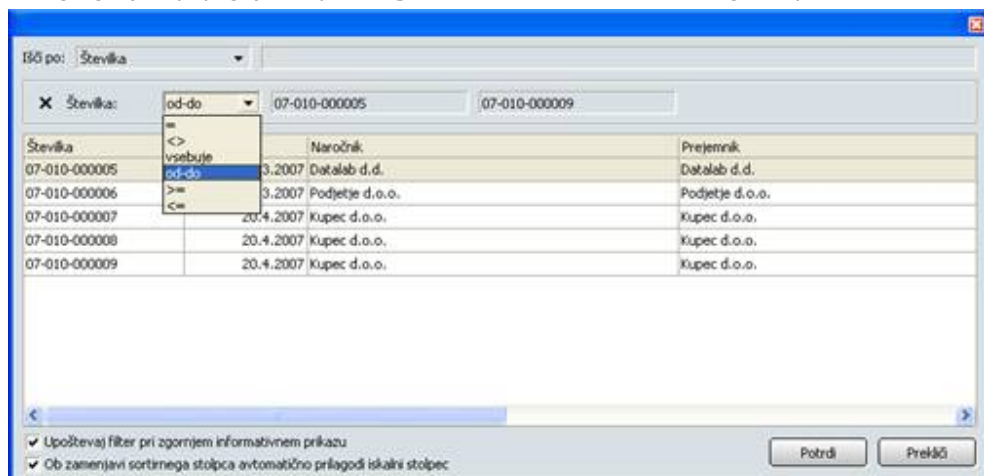 Išči po: Številka
Številka: od-do 07-010-000005 07-010-000009
=
<>
vsebuje
od-do
>=
<=
Številka Naročnik Prejemnik
07-010-000005 3.2007 Datalab d.d. Datalab d.d.
07-010-000006 3.2007 Podjetje d.o.o. Podjetje d.o.o.
07-010-000007 20.4.2007 Kupec d.o.o. Kupec d.o.o.
07-010-000008 20.4.2007 Kupec d.o.o. Kupec d.o.o.
07-010-000009 20.4.2007 Kupec d.o.o. Kupec d.o.o.
Upoštevaj filter pri zgornjem informativnem prikazu
Ob zamenjavi sortirnega stolpca avtomatično prilagodi iskalni stolpec
Potrdi Prekliči